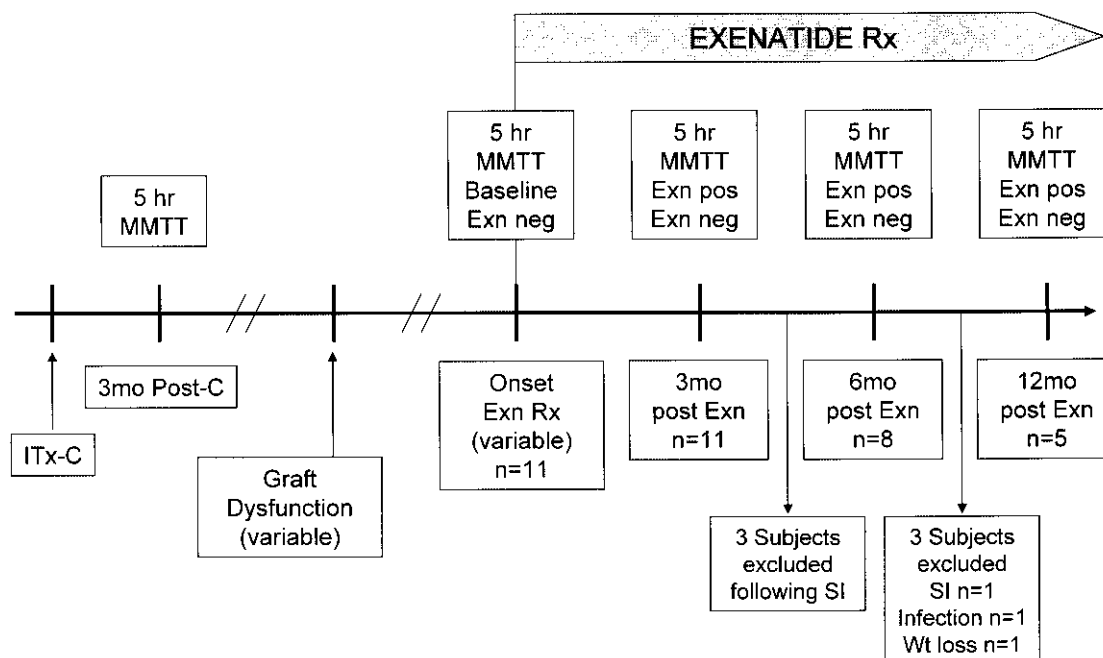 EXENATIDE Rx
5 hr
MMTT
5 hr
MMTT
Baseline
Exn neg
5 hr
MMTT
Exn pos
Exn neg
5 hr
MMTT
Exn pos
Exn neg
5 hr
MMTT
Exn pos
Exn neg
ITx-C
3mo Post-C
Graft
Dysfunction
(variable)
Onset
Exn Rx
(variable)
n=11
3mo
post Exn
n=11
6mo
post Exn
n=8
12mo
post Exn
n=5
3 Subjects
excluded
following SI
3 Subjects
excluded
SI n=1
Infection n=1
Wt loss n=1